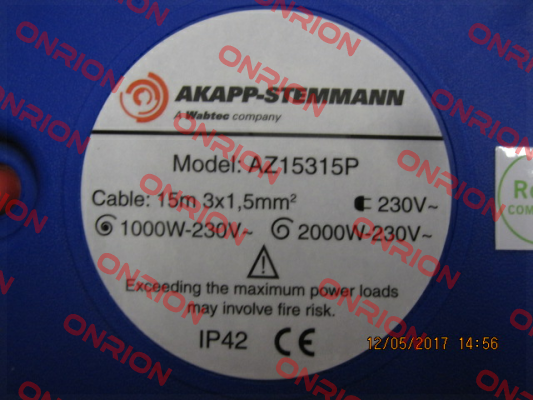 AKAPP-STEMMANN
A Wabtec company
Model: AZ15315P
Cable: 15m 3x1,5mm² 230V~
1000W-230V~ 2000W-230V~
Exceeding the maximum power loads
may involve fire risk.
IP42 CE
12/05/2017 14:56
ONRION